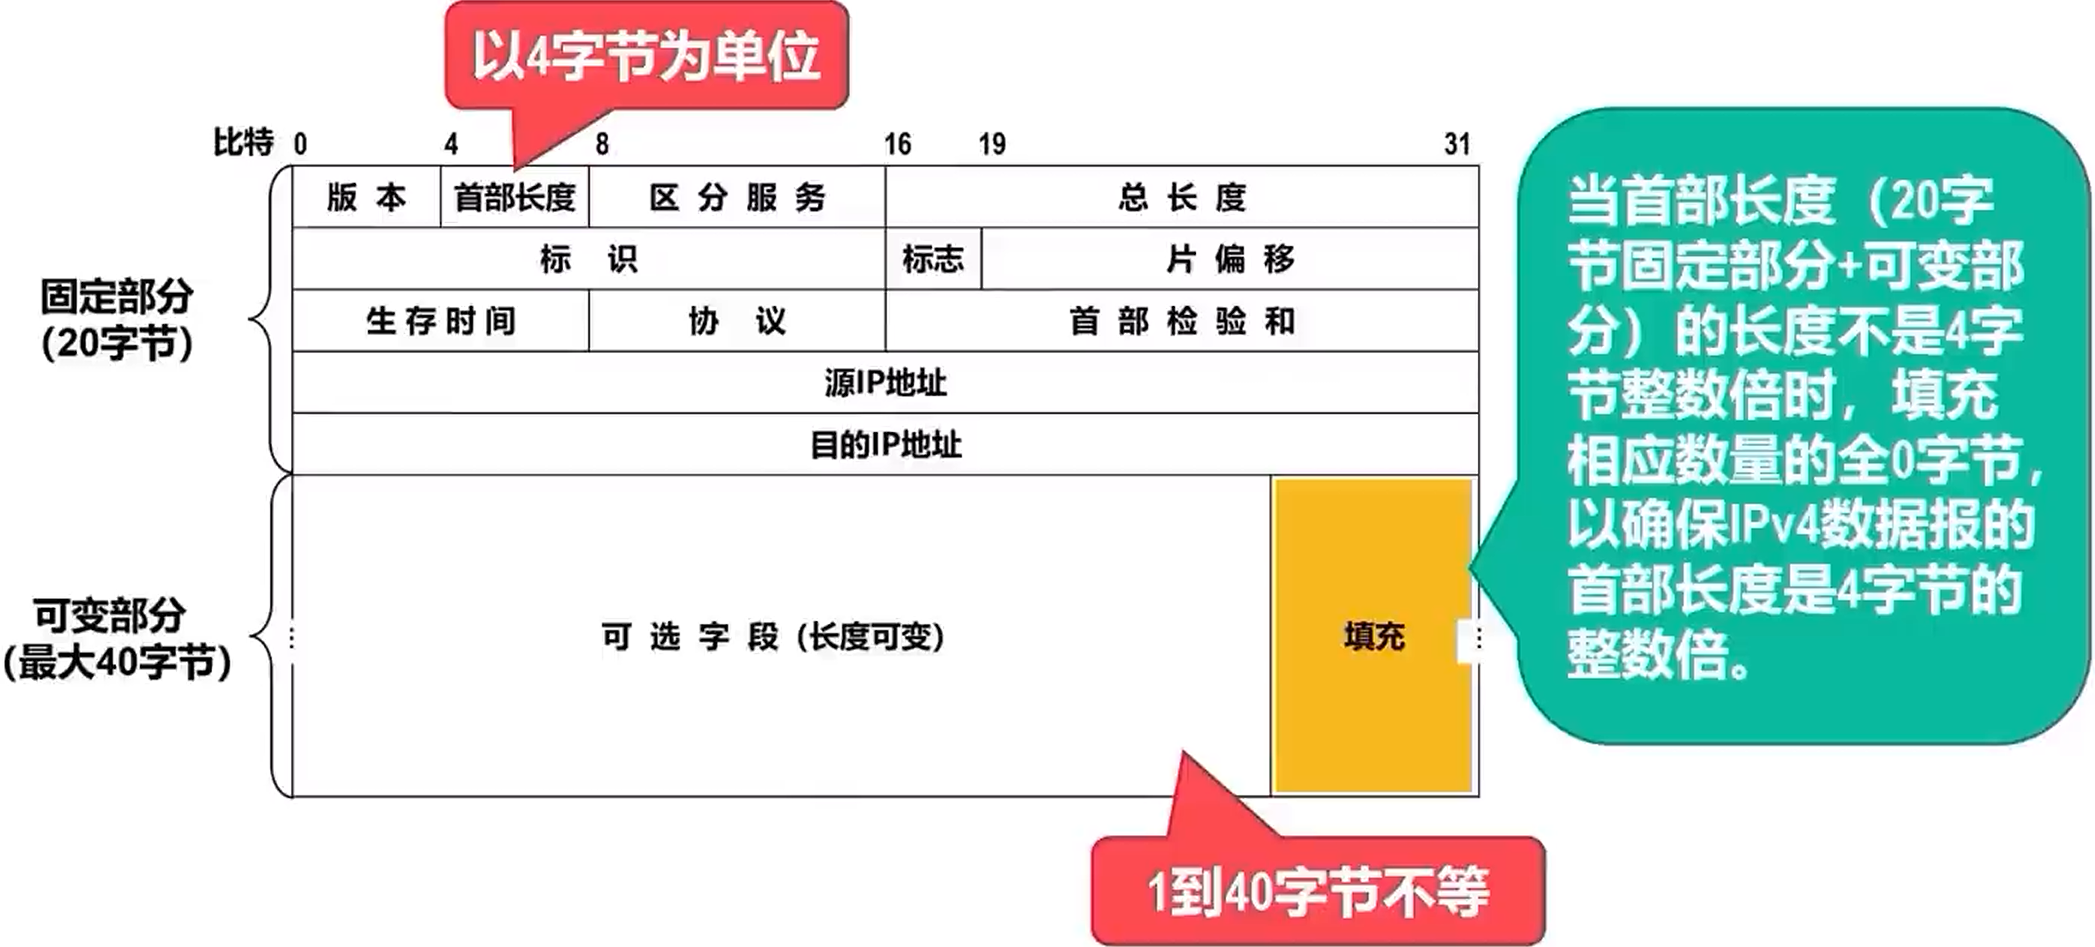 以4字节为单位
比特 0 4 8 16 19 31
版本 首部长度 区分服务 总长度
标识 标志 片偏移
生存时间 协议 首部检验和
源IP地址
目的IP地址
固定部分
(20字节)
可变部分
(最大40字节)
可选字段 (长度可变)
填充
当首部长度（20字
节固定部分+可变部
分）的长度不是4字
节整数倍时，填充
相应数量的全0字节，
以确保IPv4数据报的
首部长度是4字节的
整数倍。
1到40字节不等